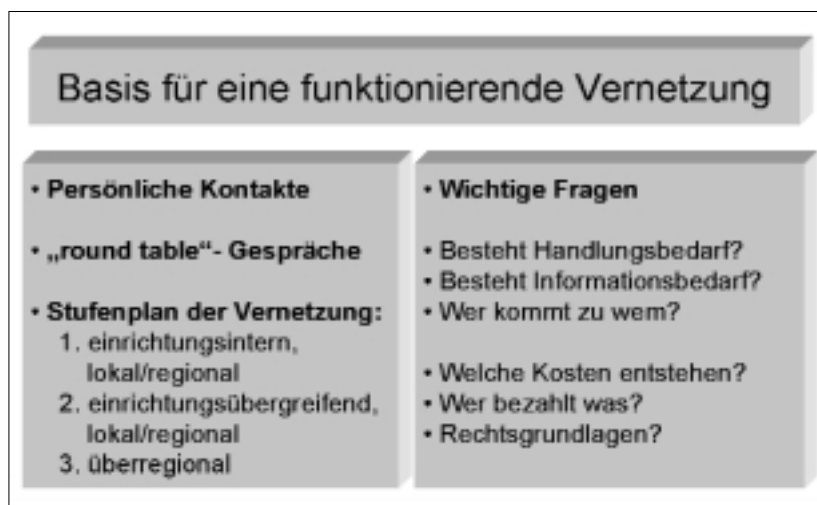 Basis für eine funktionierende Vernetzung
• Persönliche Kontakte
• „round table“- Gespräche
• Stufenplan der Vernetzung:
1. einrichtungsintern,
lokal/regional
2. einrichtungsübergreifend,
lokal/regional
3. überregional
• Wichtige Fragen
• Besteht Handlungsbedarf?
• Besteht Informationsbedarf?
• Wer kommt zu wem?
• Welche Kosten entstehen?
• Wer bezahlt was?
• Rechtsgrundlagen?